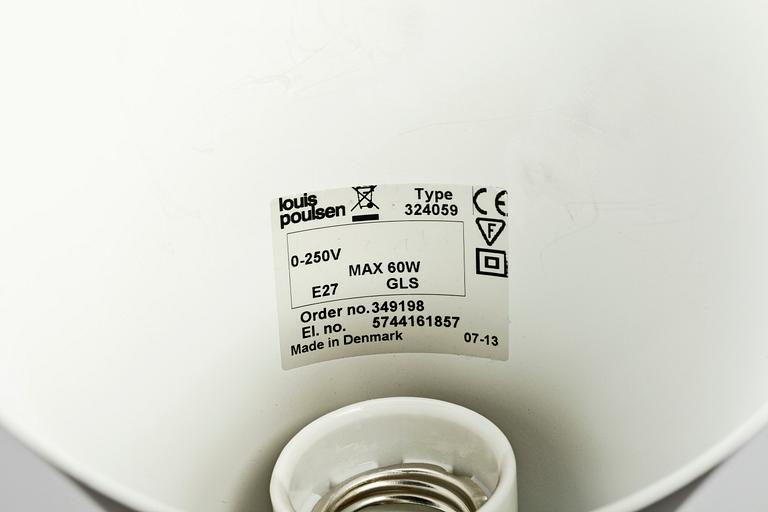 louis
poulsen
Type
324059
CE
F
0-250V
MAX 60W
E27 GLS
Order no. 349198
El. no. 5744161857
Made in Denmark 07-13